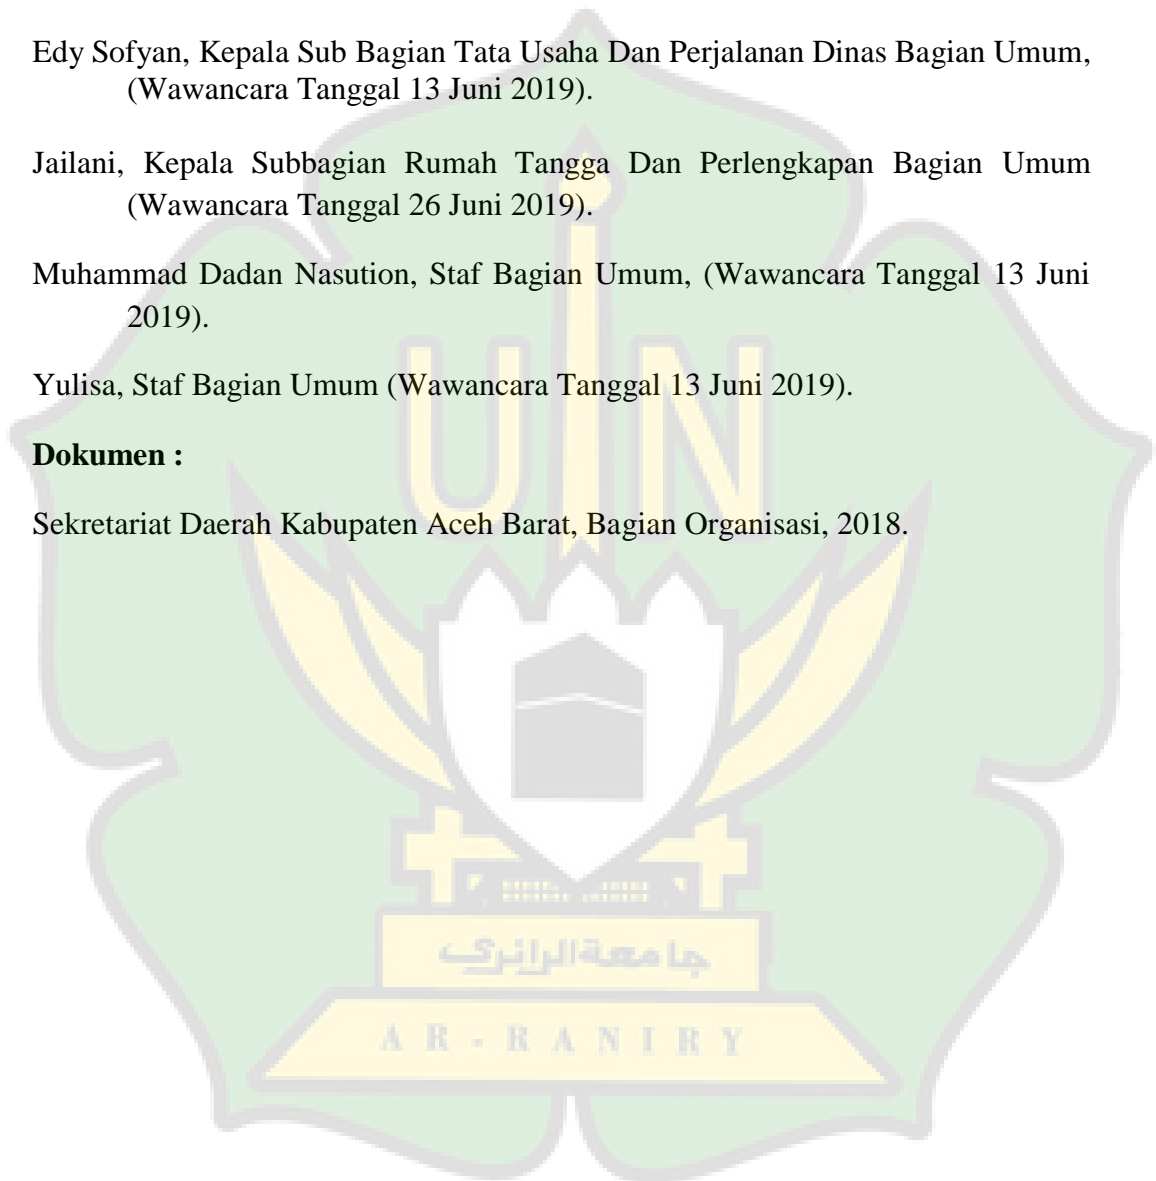 Edy Sofyan, Kepala Sub Bagian Tata Usaha Dan Perjalanan Dinas Bagian Umum,
(Wawancara Tanggal 13 Juni 2019).
Jailani, Kepala Subbagian Rumah Tangga Dan Perlengkapan Bagian Umum
(Wawancara Tanggal 26 Juni 2019).
Muhammad Dadan Nasution, Staf Bagian Umum, (Wawancara Tanggal 13 Juni
2019).
Yulisa, Staf Bagian Umum (Wawancara Tanggal 13 Juni 2019).
Dokumen :
Sekretariat Daerah Kabupaten Aceh Barat, Bagian Organisasi, 2018.
UIN
جامعة الرانري
AR-RANIRY